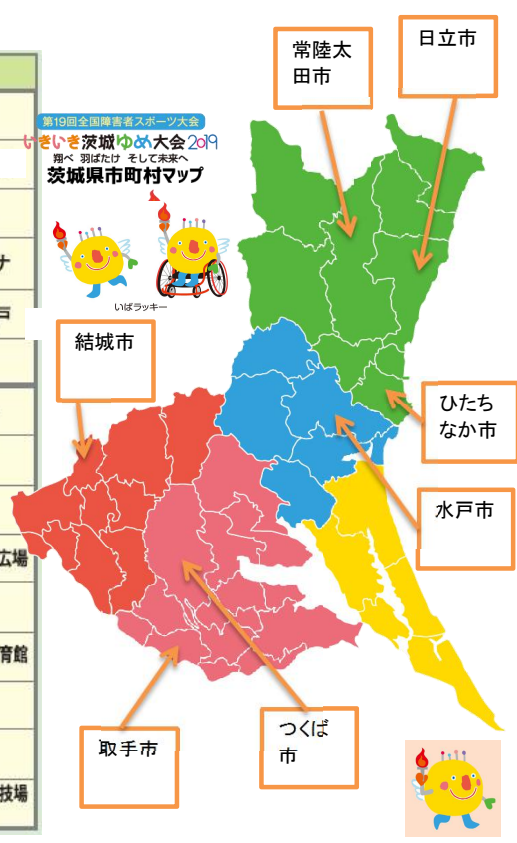 第19回全国障害者スポーツ大会
いきいき茨城ゆめ大会2019
翔べ 羽ばたけ そして未来へ
茨城県市町村マップ
いばラッキー
常陸太
田市
日立市
ナ
戸
結城市
ひたち
なか市
水戸市
広場
育館
取手市
つくば
市
技場